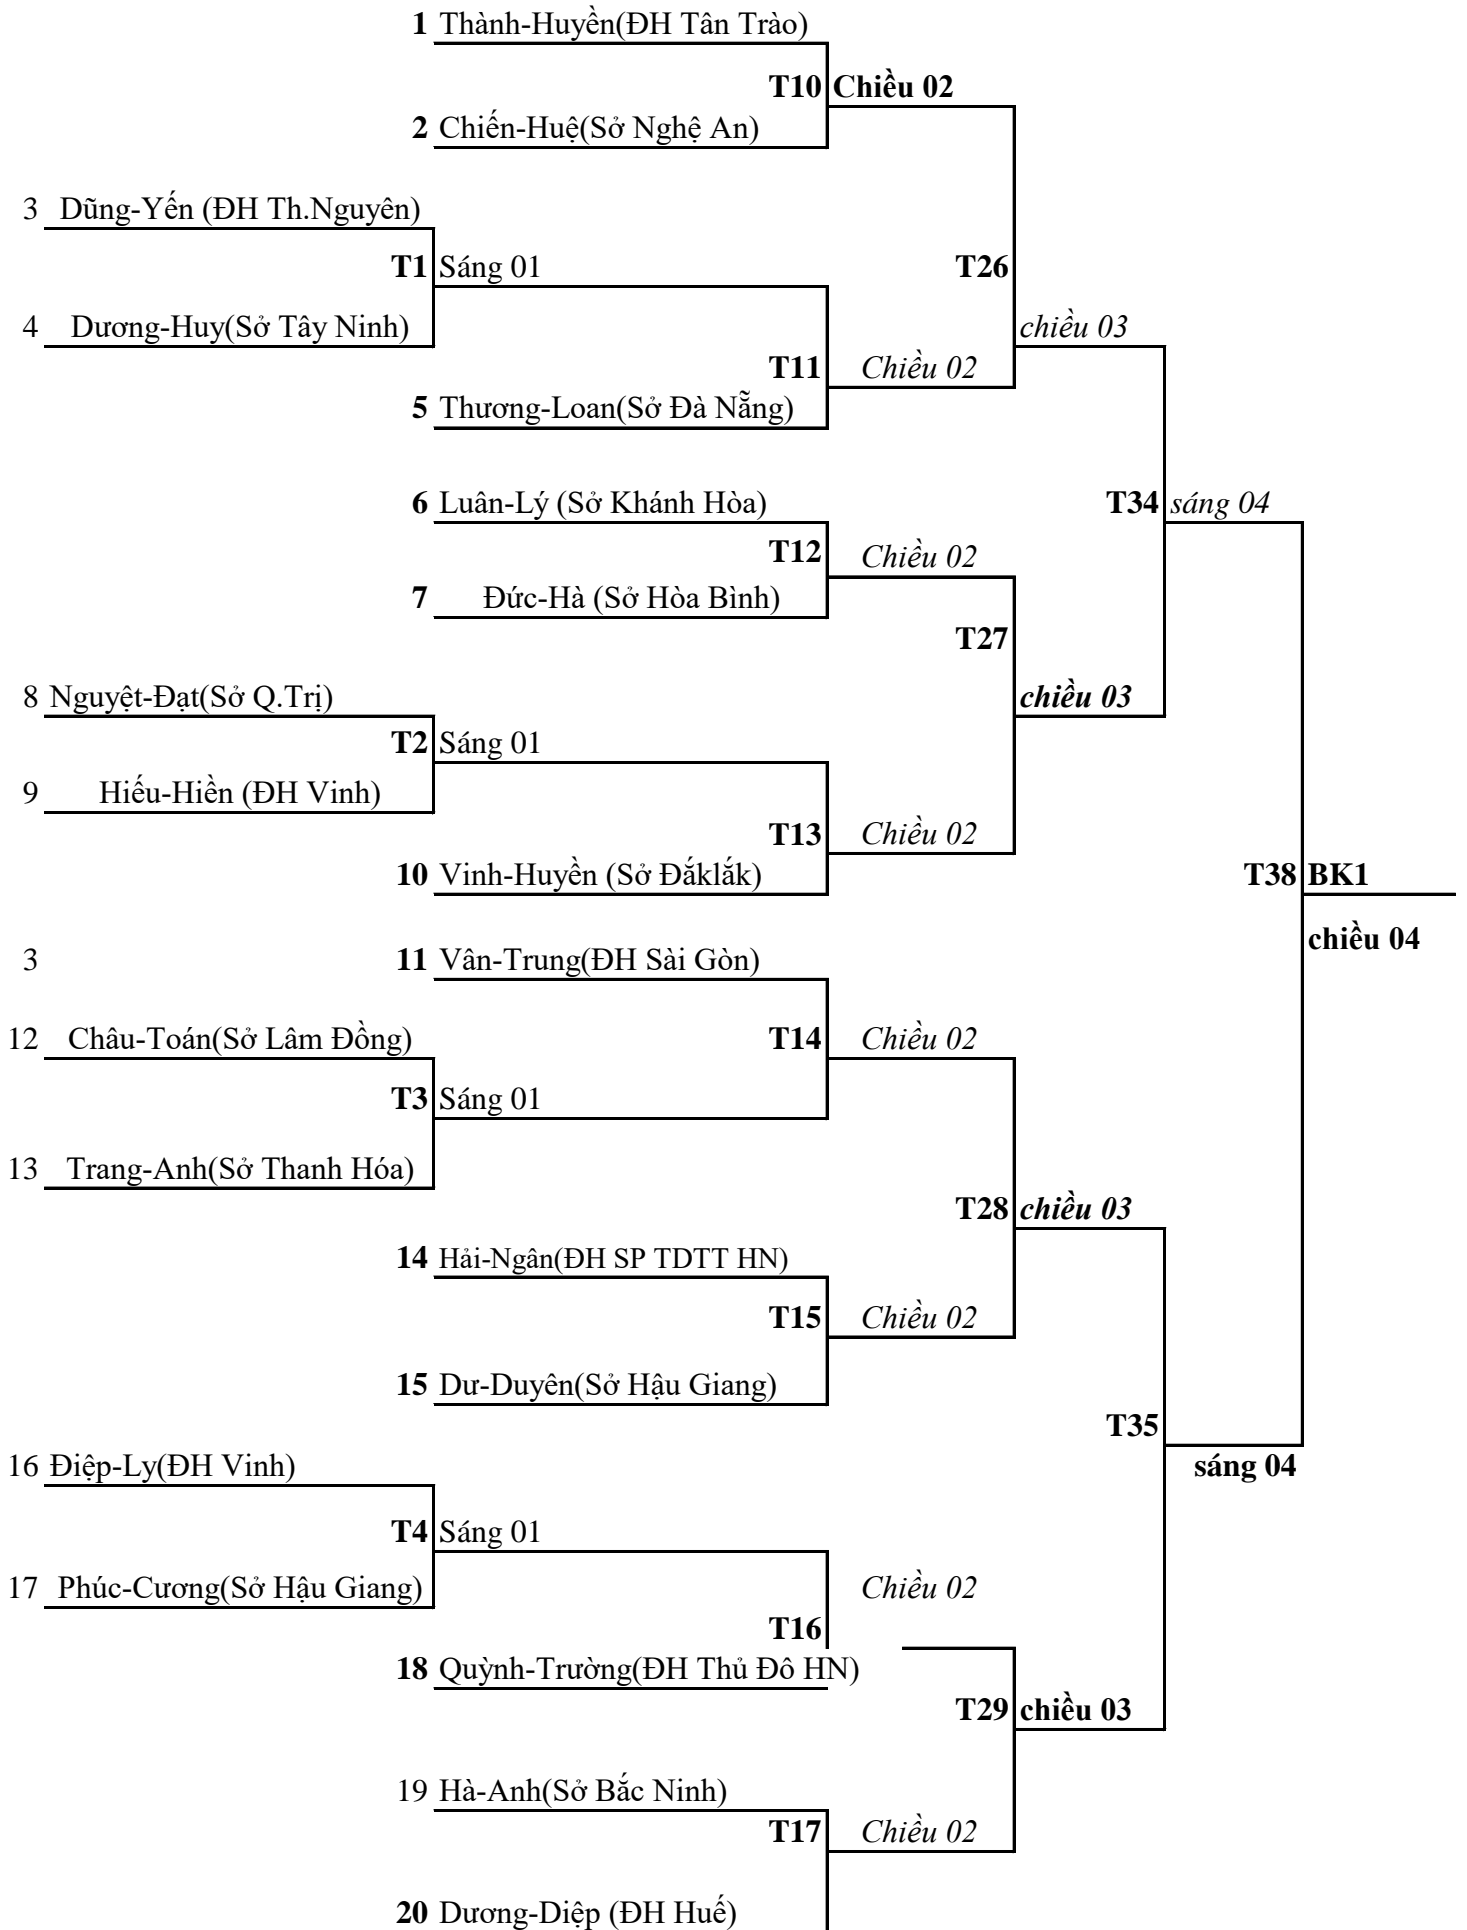 1 Thành-Huyền(ĐH Tân Trào)
T10 Chiều 02
2 Chiến-Huệ(Sở Nghệ An)
3 Dũng-Yến (ĐH Th.Nguyên)
T1 Sáng 01 T26
4 Dương-Huy(Sở Tây Ninh) chiều 03
T11 Chiều 02
5 Thương-Loan(Sở Đà Nẵng)
6 Luân-Lý (Sở Khánh Hòa) T34 sáng 04
T12 Chiều 02
7 Đức-Hà (Sở Hòa Bình)
T27
8 Nguyệt-Đạt(Sở Q.Trị) chiều 03
T2 Sáng 01
9 Hiếu-Hiền (ĐH Vinh)
T13 Chiều 02
10 Vinh-Huyền (Sở Đắklắk) T38 BK1
chiều 04
3 11 Vân-Trung(ĐH Sài Gòn)
12 Châu-Toán(Sở Lâm Đồng) T14 Chiều 02
T3 Sáng 01
13 Trang-Anh(Sở Thanh Hóa)
T28 chiều 03
14 Hải-Ngân(ĐH SP TDTT HN)
T15 Chiều 02
15 Dư-Duyên(Sở Hậu Giang)
T35
16 Điệp-Ly(ĐH Vinh) sáng 04
T4 Sáng 01
17 Phúc-Cương(Sở Hậu Giang) Chiều 02
T16
18 Quỳnh-Trường(ĐH Thủ Đô HN)
T29 chiều 03
19 Hà-Anh(Sở Bắc Ninh)
T17 Chiều 02
20 Dương-Diệp (ĐH Huế)